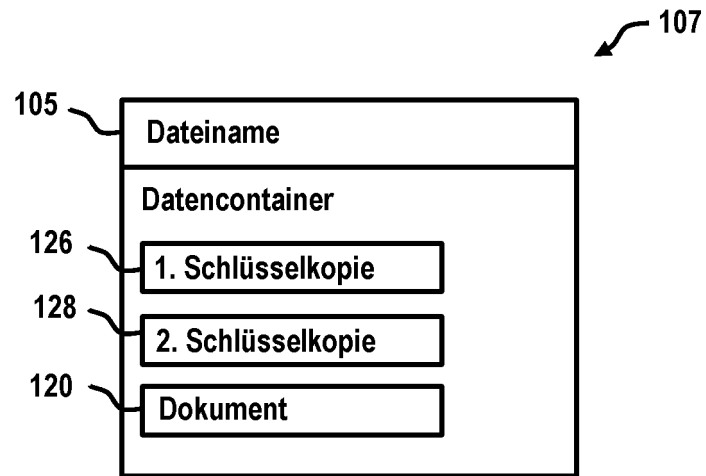 107
105
Dateiname
Datencontainer
126
1. Schlüsselkopie
128
2. Schlüsselkopie
120
Dokument